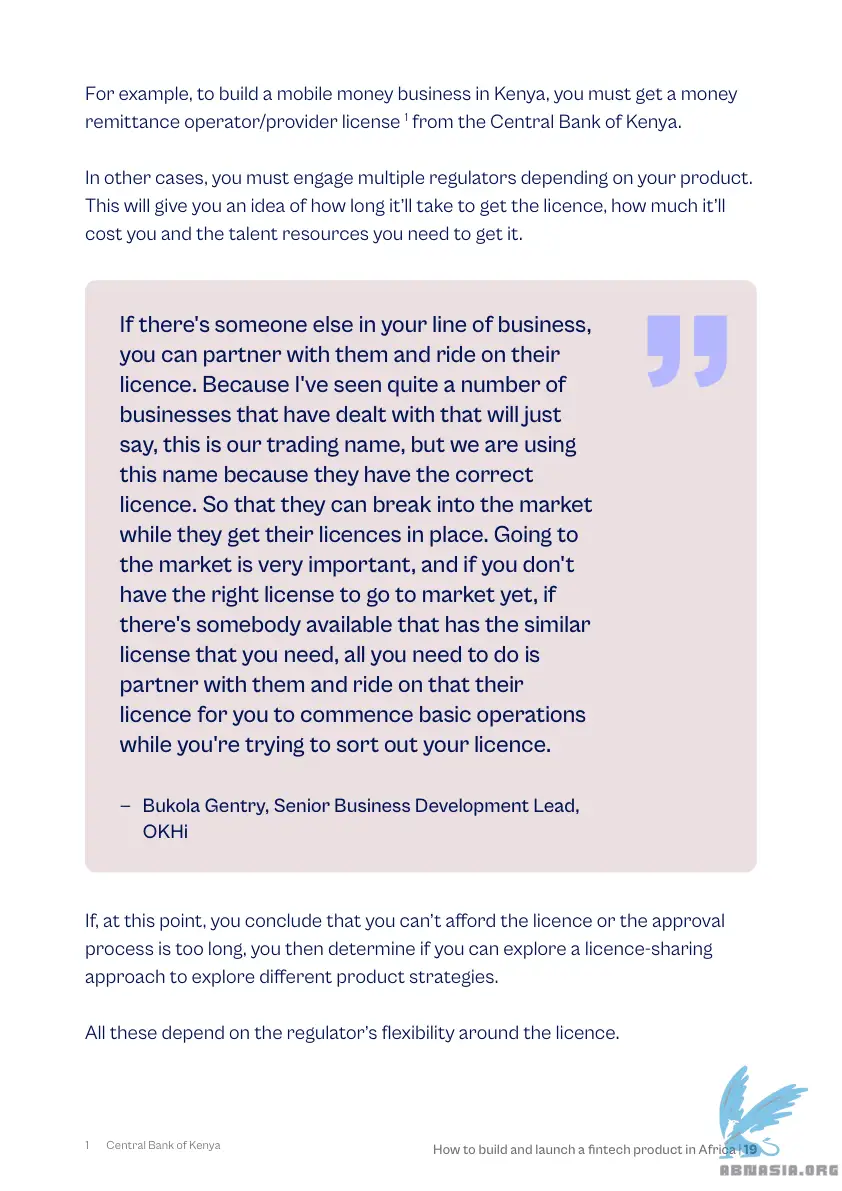 For example, to build a mobile money business in Kenya, you must get a money
remittance operator/provider license 1 from the Central Bank of Kenya.
In other cases, you must engage multiple regulators depending on your product.
This will give you an idea of how long it’ll take to get the licence, how much it’ll
cost you and the talent resources you need to get it.
If there's someone else in your line of business,
you can partner with them and ride on their
licence. Because I've seen quite a number of
businesses that have dealt with that will just
say, this is our trading name, but we are using
this name because they have the correct
licence. So that they can break into the market
while they get their licences in place. Going to
the market is very important, and if you don't
have the right license to go to market yet, if
there's somebody available that has the similar
license that you need, all you need to do is
partner with them and ride on that their
licence for you to commence basic operations
while you're trying to sort out your licence.
– Bukola Gentry, Senior Business Development Lead,
OKHi
If, at this point, you conclude that you can’t afford the licence or the approval
process is too long, you then determine if you can explore a licence-sharing
approach to explore different product strategies.
All these depend on the regulator’s flexibility around the licence.
1 Central Bank of Kenya
How to build and launch a fintech product in Africa | 19
ABNASIA.ORG